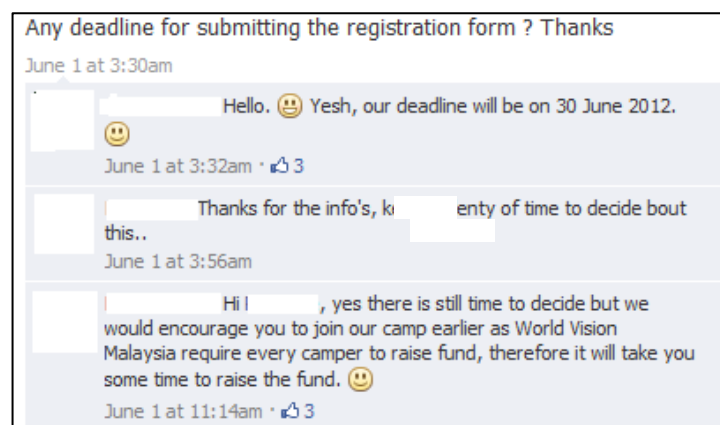 Any deadline for submitting the registration form ? Thanks
June 1 at 3:30am
Hello. Yesh, our deadline will be on 30 June 2012.
June 1 at 3:32am · 3
Thanks for the info's, of time to decide bout
this..
June 1 at 3:56am
Hi , yes there is still time to decide but we
would encourage you to join our camp earlier as World Vision
Malaysia require every camper to raise fund, therefore it will take you
some time to raise the fund.
June 1 at 11:14am · 3